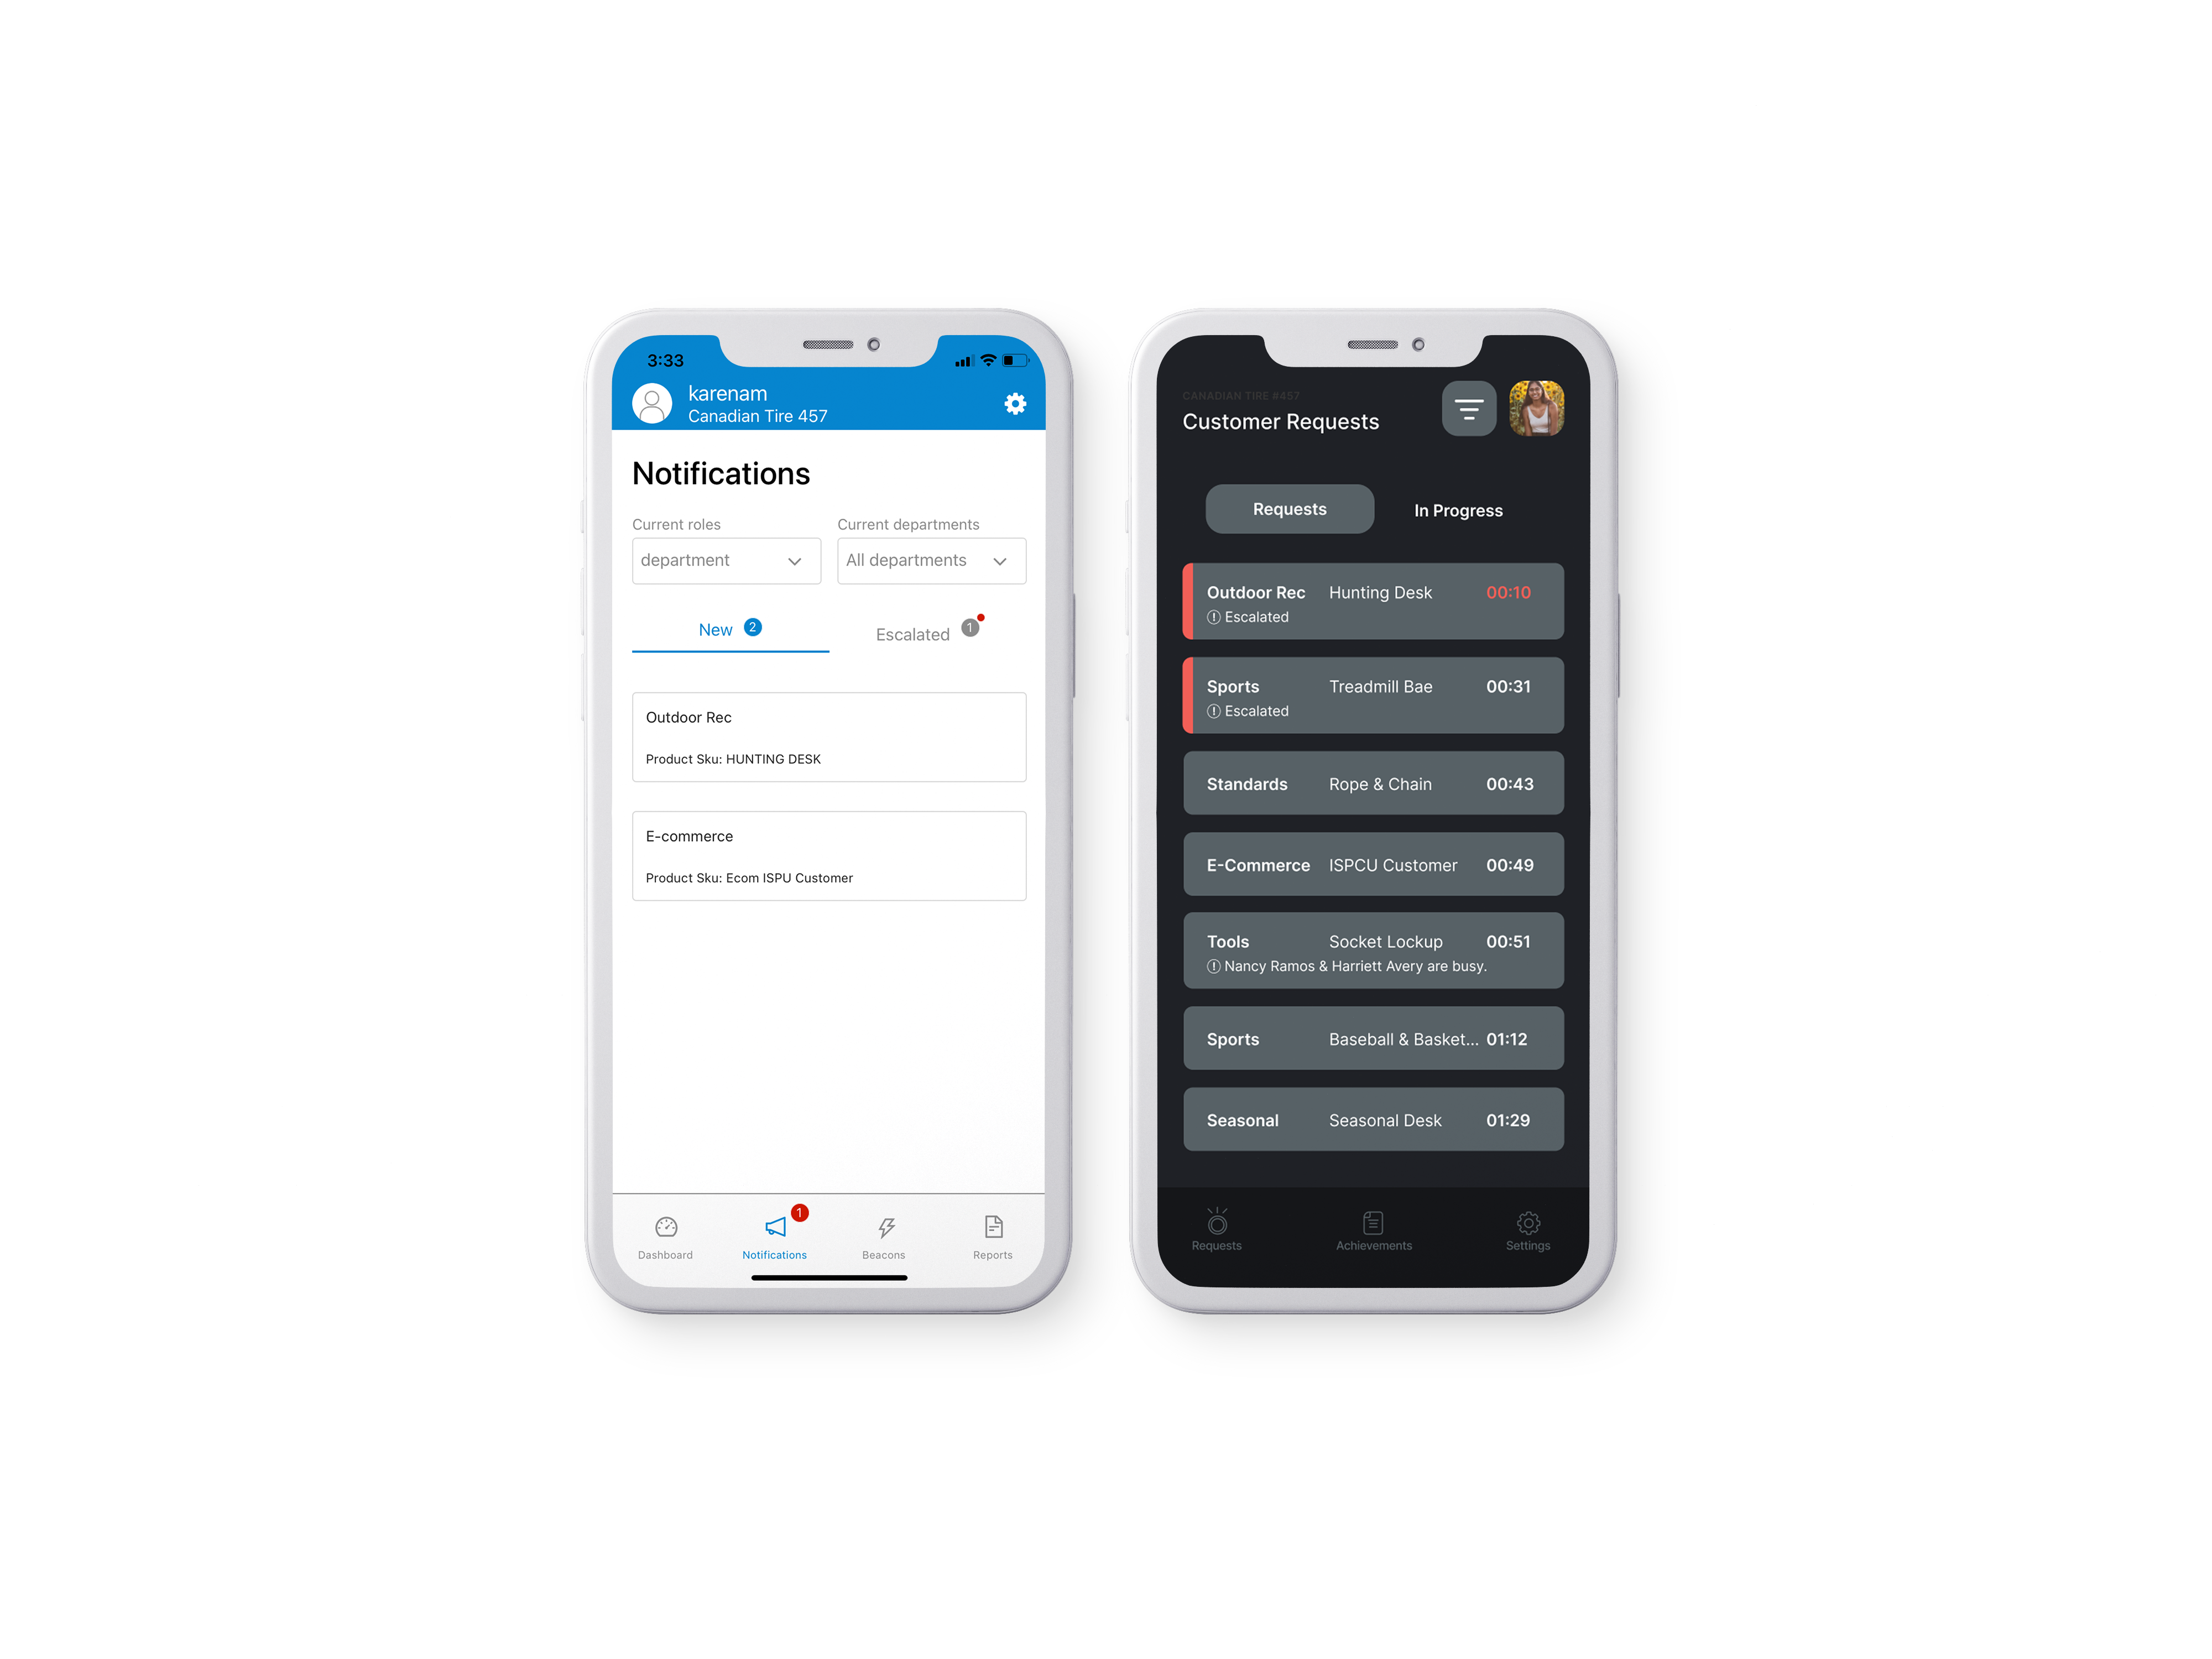 3:33
karenam
Canadian Tire 457
Notifications
Current roles
Current departments
department
All departments
New 2
Escalated 1
Outdoor Rec
Product Sku: HUNTING DESK
E-commerce
Product Sku: Ecom ISPU Customer
1
Dashboard
Notifications
Beacons
Reports
CANADIAN TIRE #457
Customer Requests
Requests
In Progress
Outdoor Rec Hunting Desk 00:10
Escalated
Sports Treadmill Bae 00:31
Escalated
Standards Rope & Chain 00:43
E-Commerce ISPCU Customer 00:49
Tools Socket Lockup 00:51
Nancy Ramos & Harriett Avery are busy.
Sports Baseball & Basket... 01:12
Seasonal Seasonal Desk 01:29
Requests
Achievements
Settings